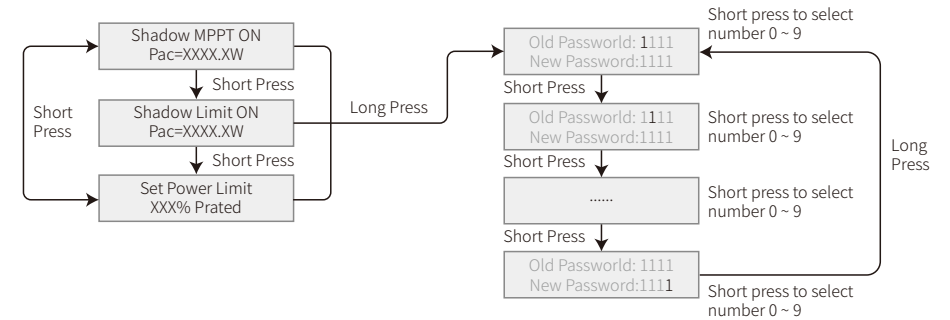 Shadow MPPT ON
Pac=XXXX.XW
Short Press
Shadow Limit ON
Pac=XXXX.XW
Short Press
Set Power Limit
XXX% Prated
Short
Press
Long Press
Old Passworld: 1111
New Password:1111
Short press to select
number 0 ~ 9
Short Press
Old Passworld: 1111
New Password:1111
Short press to select
number 0 ~ 9
Short Press
......
Short press to select
number 0 ~ 9
Short Press
Old Passworld: 1111
New Password:1111
Short press to select
number 0 ~ 9
Long
Press